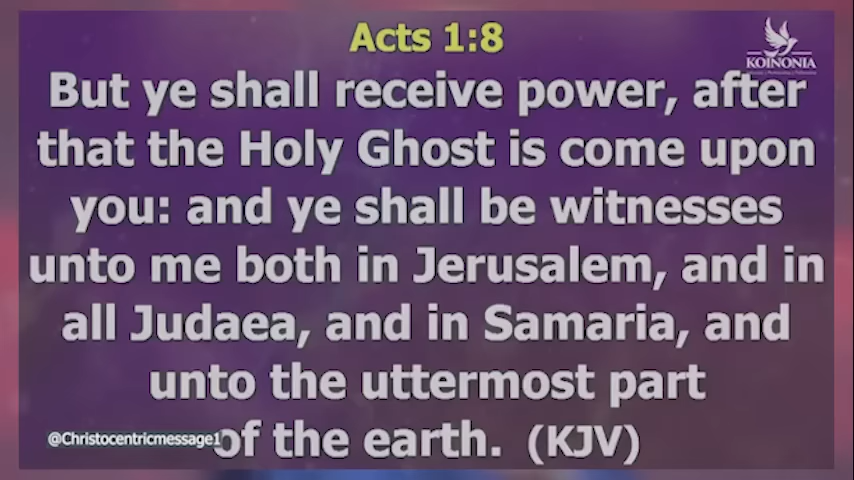 Acts 1:8
KOINONIA
But ye shall receive power, after
that the Holy Ghost is come upon
you: and ye shall be witnesses
unto me both in Jerusalem, and in
all Judaea, and in Samaria, and
unto the uttermost part
@Christocentricmessage1
of the earth. (KJV)